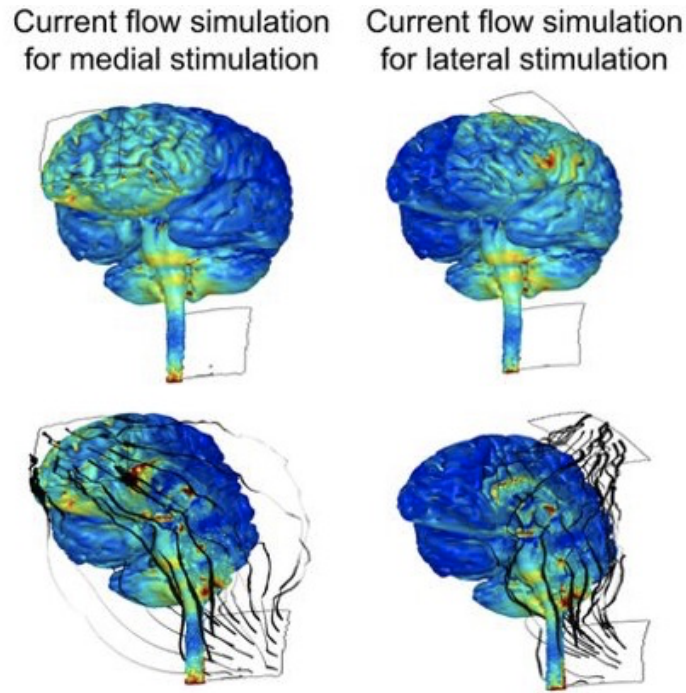 Current flow simulation
for medial stimulation
Current flow simulation
for lateral stimulation